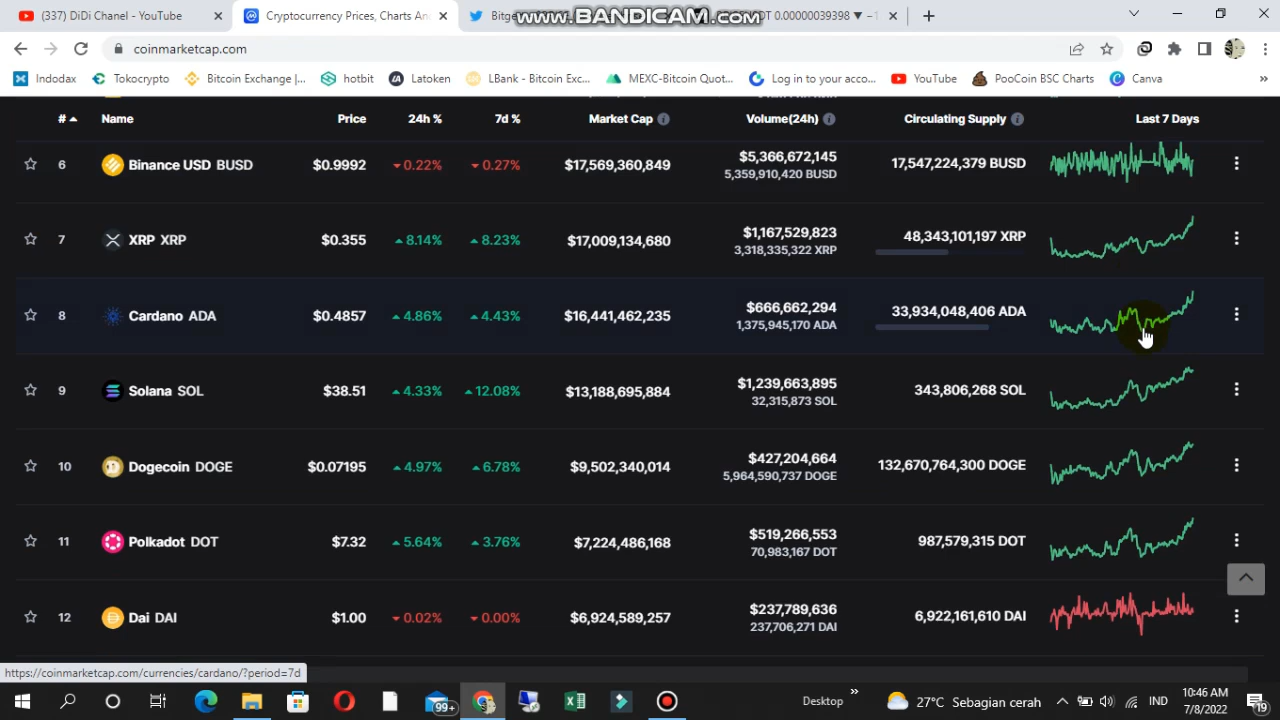 (337) DiDi Chanel - YouTube
Cryptocurrency Prices, Charts An
Bitge
DT 0.00000039398 ▼ −1
www.BANDICAM.com
coinmarketcap.com
Indodax
Tokocrypto
Bitcoin Exchange |...
hotbit
Latoken
LBank - Bitcoin Exc...
MEXC-Bitcoin Quot...
Log in to your acco...
YouTube
PooCoin BSC Charts
Canva
»
# Name Price 24h % 7d % Market Cap Volume(24h) Circulating Supply Last 7 Days
6 Binance USD BUSD $0.9992 0.22% 0.27% $17,569,360,849 $5,366,672,145 17,547,224,379 BUSD
5,359,910,420 BUSD
7 XRP XRP $0.355 8.14% 8.23% $17,009,134,680 $1,167,529,823 48,343,101,197 XRP
3,318,335,322 XRP
8 Cardano ADA $0.4857 4.86% 4.43% $16,441,462,235 $666,662,294 33,934,048,406 ADA
1,375,945,170 ADA
9 Solana SOL $38.51 4.33% 12.08% $13,188,695,884 $1,239,663,895 343,806,268 SOL
32,315,873 SOL
10 Dogecoin DOGE $0.07195 4.97% 6.78% $9,502,340,014 $427,204,664 132,670,764,300 DOGE
5,964,590,737 DOGE
11 Polkadot DOT $7.32 5.64% 3.76% $7,224,486,168 $519,266,553 987,579,315 DOT
70,983,167 DOT
12 Dai DAI $1.00 0.02% 0.00% $6,924,589,257 $237,789,636 6,922,161,610 DAI
237,706,271 DAI
https://coinmarketcap.com/currencies/cardano/?period=7d
99+
Desktop
»
27°C Sebagian cerah
IND
10:46 AM
7/8/2022
19